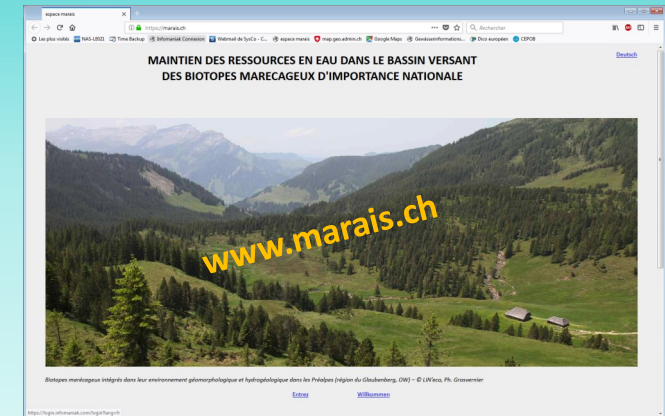 espace marais
https://marais.ch
Rechercher
Les plus visités NAS-LIN21 Time Backup Infomaniak Connexion Webmail de SysCo - C... espace marais map.geo.admin.ch Google Maps Gewässerinformations... Dico européen CEPOB
Deutsch
MAINTIEN DES RESSOURCES EN EAU DANS LE BASSIN VERSANT
DES BIOTOPES MARECAGEUX D'IMPORTANCE NATIONALE
www.marais.ch
Biotopes marécageux intégrés dans leur environnement géomorphologique et hydrogéologique dans les Préalpes (région du Glaubenberg, OW) – © LIN'eco, Ph. Grosvernier
Entrez Willkommen
https://login.infomaniak.com/login?lang=fr